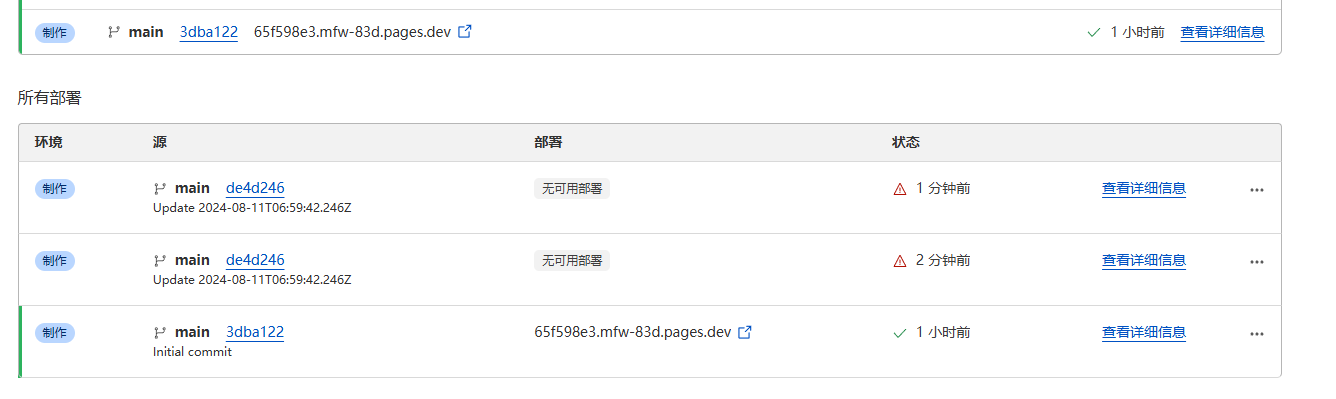 制作 main 3dba122 65f598e3.mfw-83d.pages.dev 1 小时前 查看详细信息
所有部署
环境 源 部署 状态
制作 main de4d246 无可用部署 1 分钟前 查看详细信息
Update 2024-08-11T06:59:42.246Z
制作 main de4d246 无可用部署 2 分钟前 查看详细信息
Update 2024-08-11T06:59:42.246Z
制作 main 3dba122 65f598e3.mfw-83d.pages.dev 1 小时前 查看详细信息
Initial commit